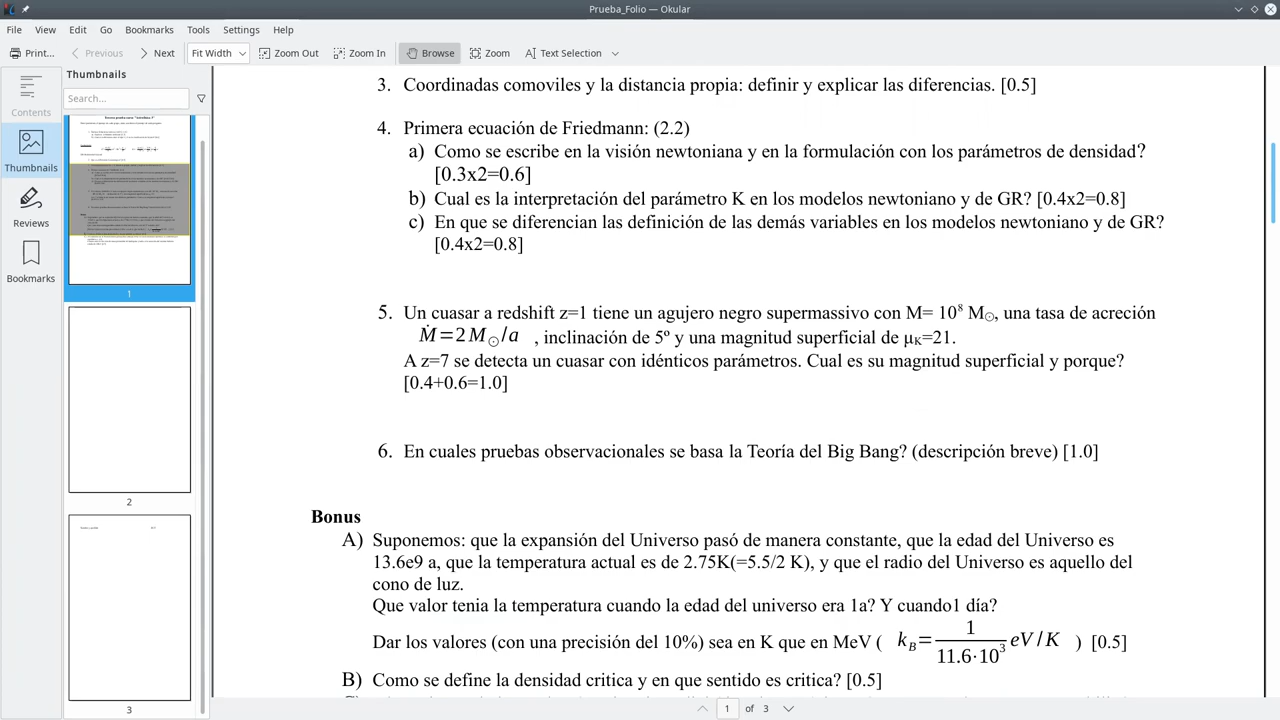 Prueba_Folio — Okular
File View Edit Go Bookmarks Tools Settings Help
Print... Previous Next Fit Width Zoom Out Zoom In Browse Zoom Text Selection
Thumbnails
Search...
Contents
Thumbnails
Reviews
Bookmarks
1
2
3
3. Coordinadas comoviles y la distancia propia: definir y explicar las diferencias. [0.5]
4. Primera ecuación de Friedmann: (2.2)
a) Como se escribe en la visión newtoniana y en la formulación con los parámetros de densidad?
[0.3x2=0.6]
b) Cual es la interpretación del parámetro K en los modelos newtoniano y de GR? [0.4x2=0.8]
c) En que se diferencian las definición de las demás variables en los modelos newtoniano y de GR?
[0.4x2=0.8]
5. Un cuasar a redshift z=1 tiene un agujero negro supermassivo con M= 10⁸ M⊙, una tasa de acreción
Ṁ=2 M⊙/a , inclinación de 5º y una magnitud superficial de μK=21.
A z=7 se detecta un cuasar con idénticos parámetros. Cual es su magnitud superficial y porque?
[0.4+0.6=1.0]
6. En cuales pruebas observacionales se basa la Teoría del Big Bang? (descripción breve) [1.0]
Bonus
A) Suponemos: que la expansión del Universo pasó de manera constante, que la edad del Universo es
13.6e9 a, que la temperatura actual es de 2.75K(=5.5/2 K), y que el radio del Universo es aquello del
cono de luz.
Que valor tenia la temperatura cuando la edad del universo era 1a? Y cuando1 día?
Dar los valores (con una precisión del 10%) sea en K que en MeV ( k_B = 1/(11.6·10³) eV/K ) [0.5]
B) Como se define la densidad critica y en que sentido es critica? [0.5]
1 of 3